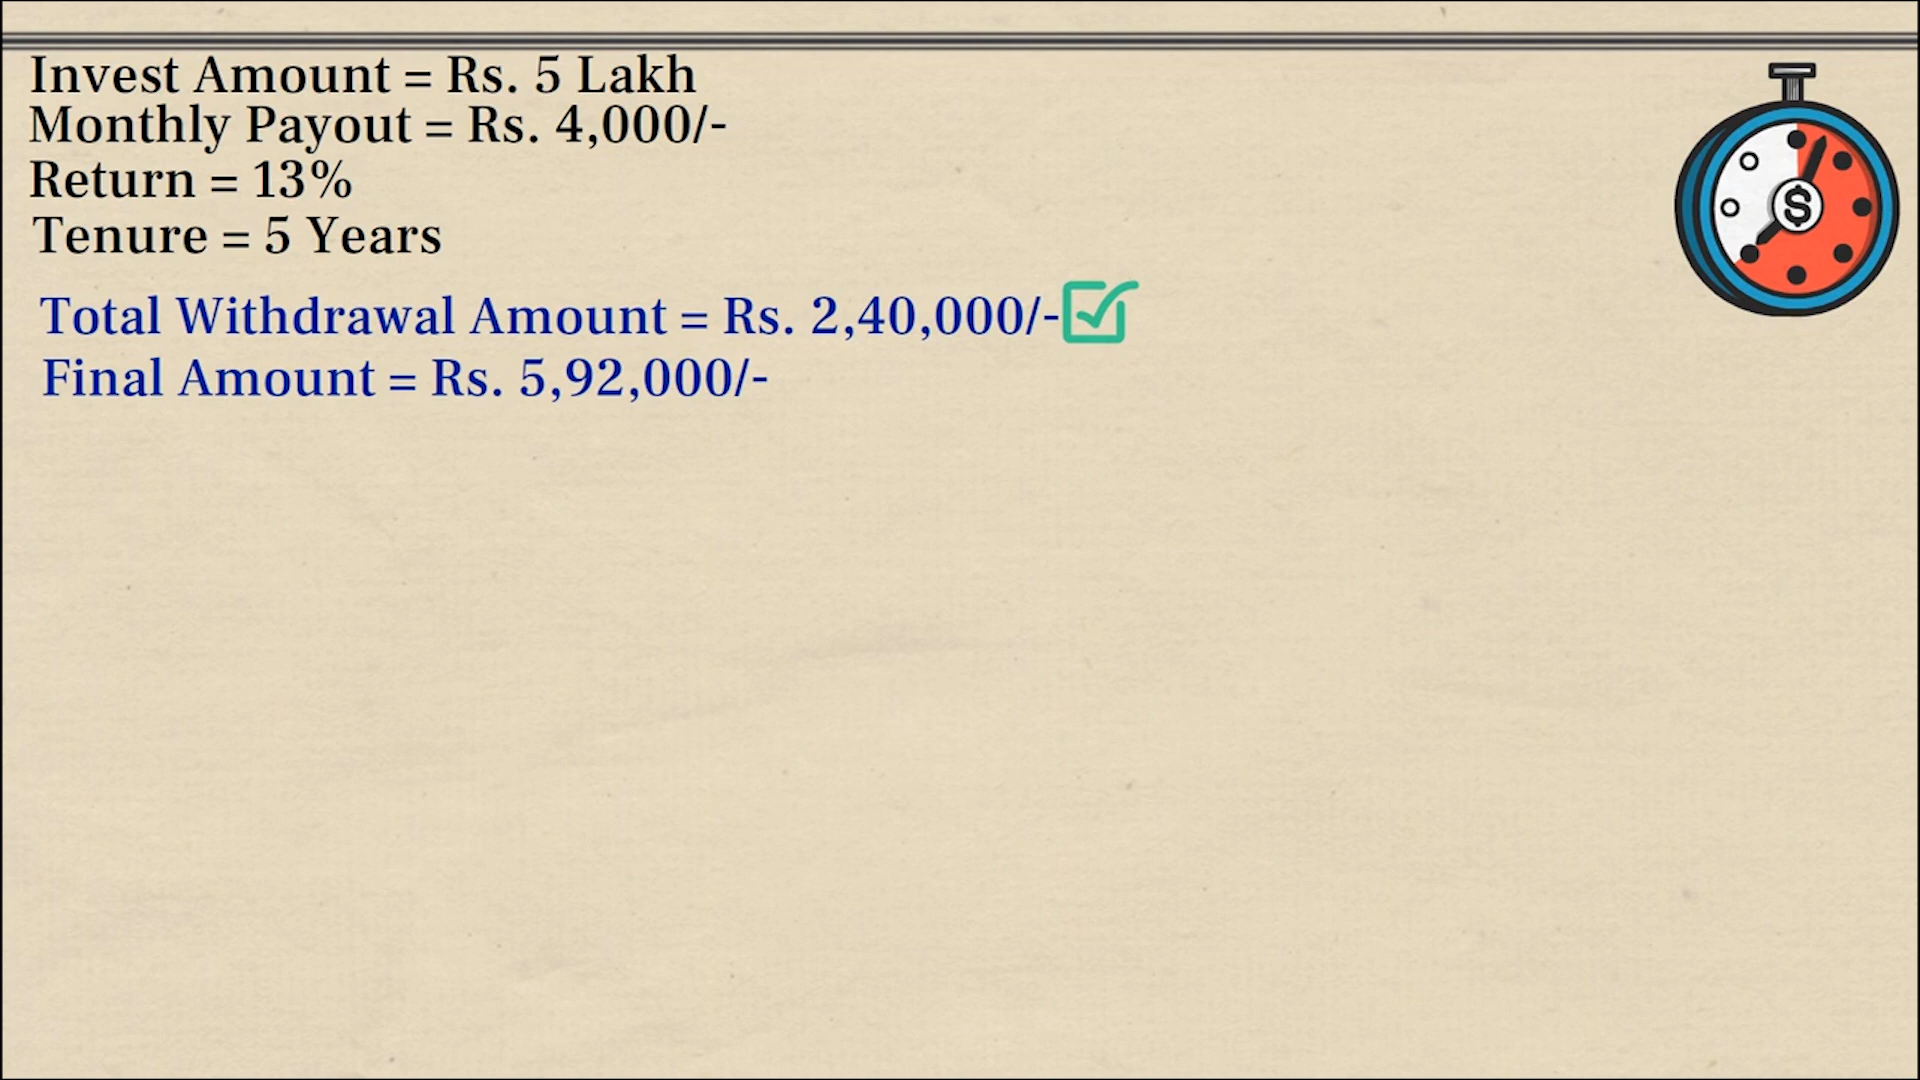 Invest Amount = Rs. 5 Lakh
Monthly Payout = Rs. 4,000/-
Return = 13%
Tenure = 5 Years
Total Withdrawal Amount = Rs. 2,40,000/-
Final Amount = Rs. 5,92,000/-
$